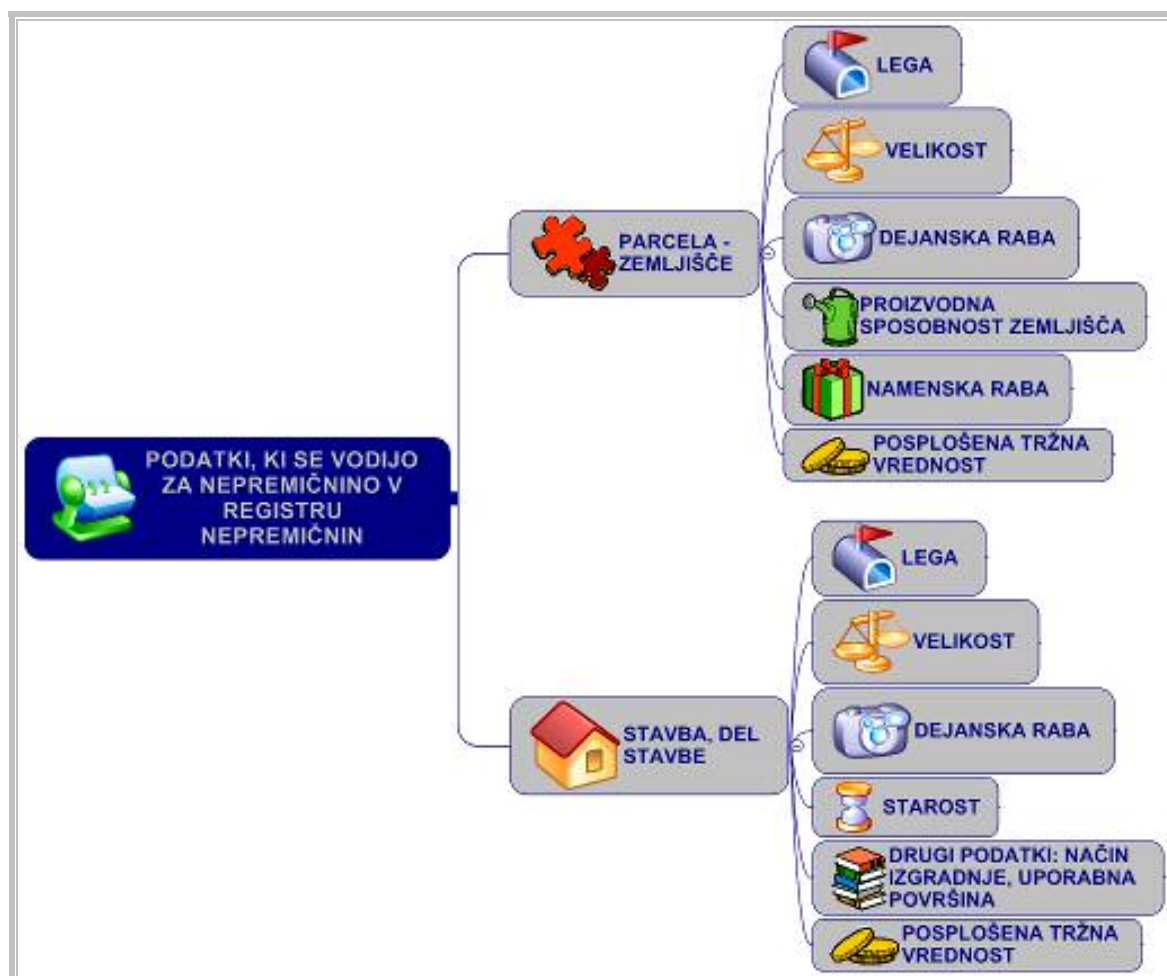 PODATKI, KI SE VODIJO
ZA NEPREMIČNINO V
REGISTRU
NEPREMIČNIN
PARCELA -
ZEMLJIŠČE
LEGA
VELIKOST
DEJANSKA RABA
PROIZVODNA
SPOSOBNOST ZEMLJIŠČA
NAMENSKA RABA
POSPLOŠENA TRŽNA
VREDNOST
STAVBA, DEL
STAVBE
LEGA
VELIKOST
DEJANSKA RABA
STAROST
DRUGI PODATKI: NAČIN
IZGRADNJE, UPORABNA
POVRŠINA
POSPLOŠENA TRŽNA
VREDNOST